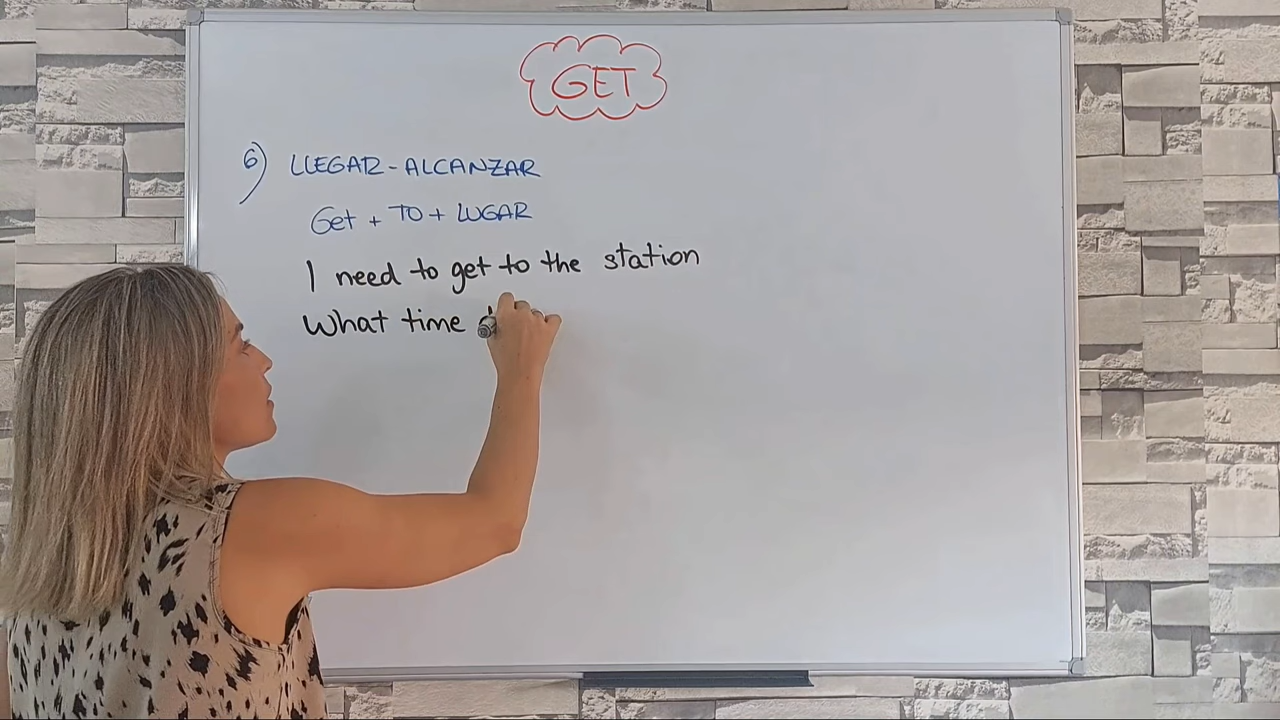 GET
6) LLEGAR - ALCANZAR
Get + TO + LUGAR
I need to get to the station
What time